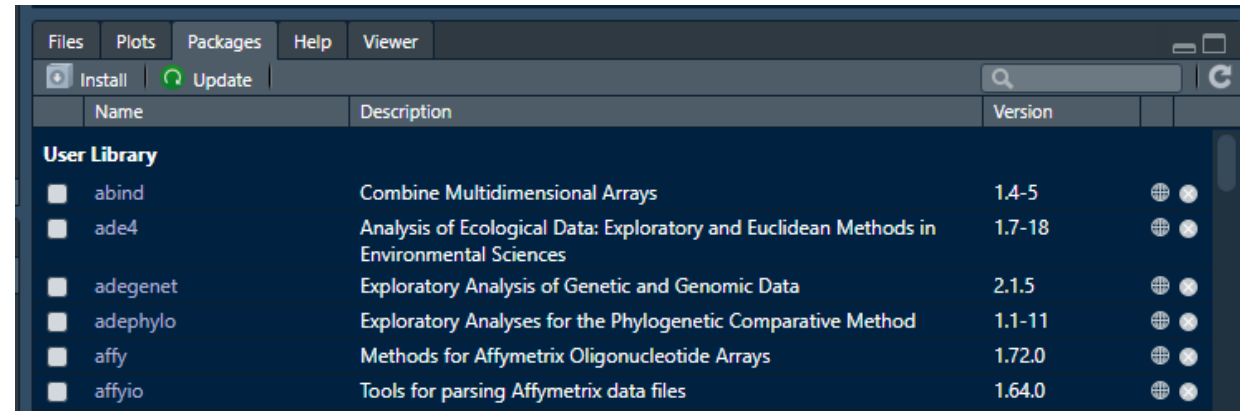 Files Plots Packages Help Viewer
Install Update
Name Description Version
User Library
abind Combine Multidimensional Arrays 1.4-5
ade4 Analysis of Ecological Data: Exploratory and Euclidean Methods in 1.7-18
Environmental Sciences
adegenet Exploratory Analysis of Genetic and Genomic Data 2.1.5
adephylo Exploratory Analyses for the Phylogenetic Comparative Method 1.1-11
affy Methods for Affymetrix Oligonucleotide Arrays 1.72.0
affyio Tools for parsing Affymetrix data files 1.64.0